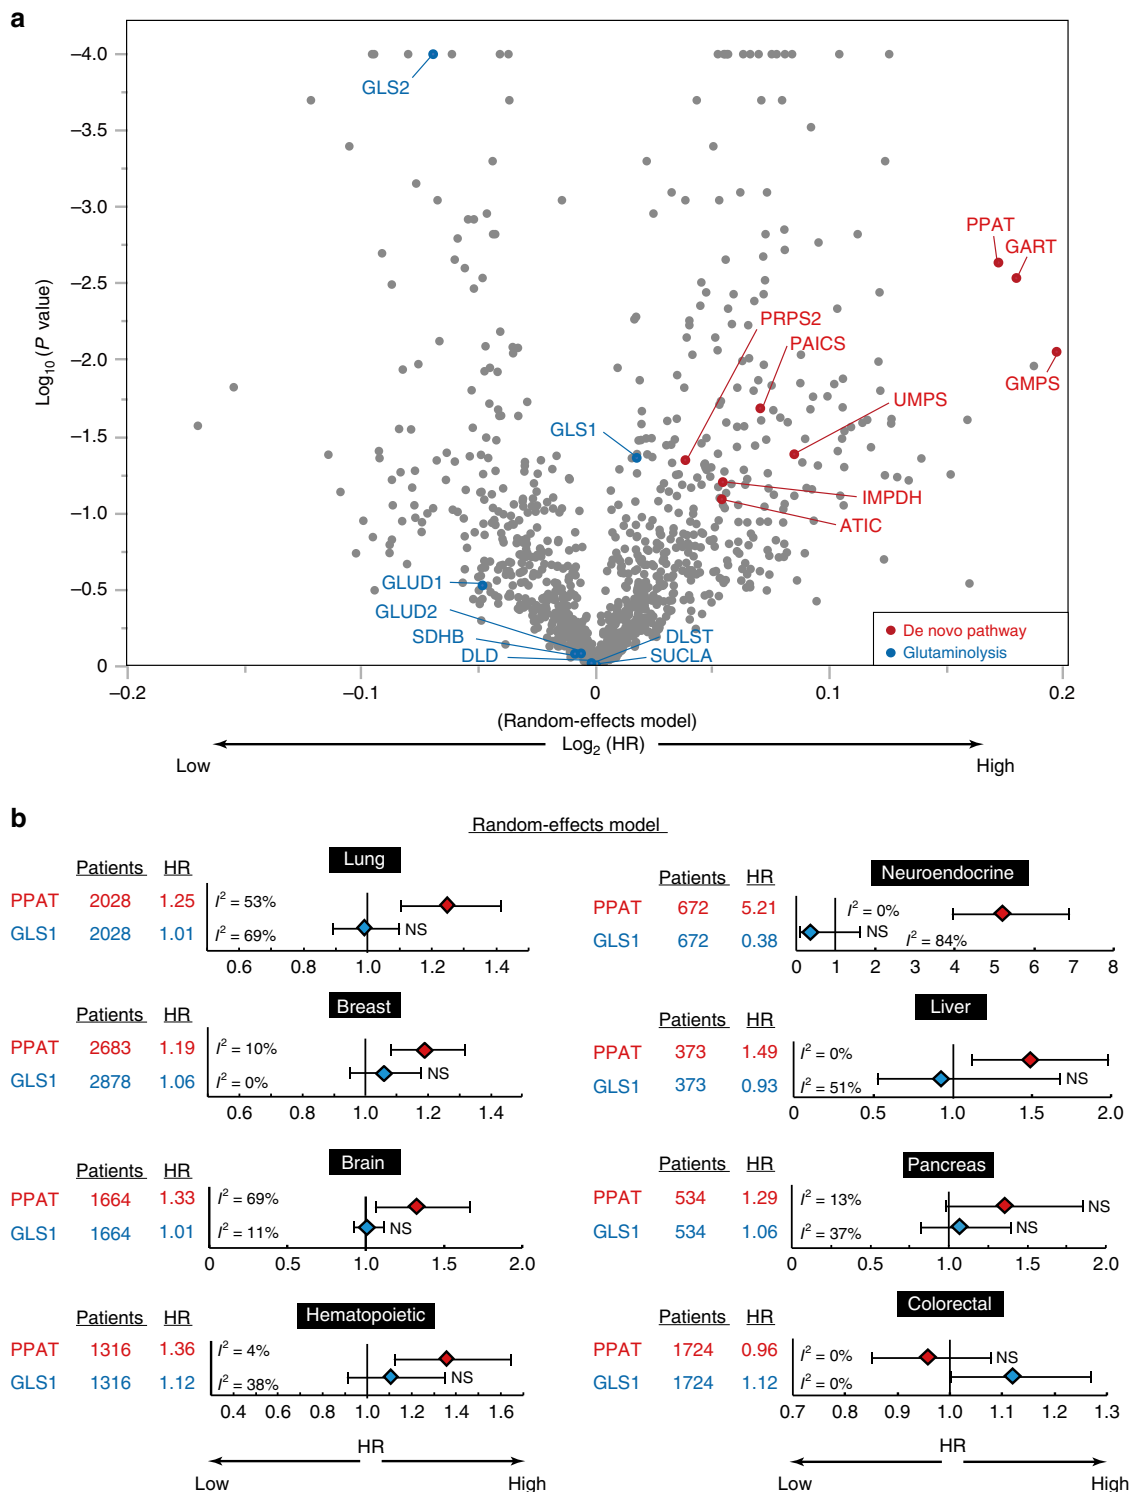 a
−4.0
−3.5
−3.0
−2.5
−2.0
−1.5
−1.0
−0.5
0
Log10 (P value)
GLS2
PPAT
GART
PRPS2
PAICS
GMPS
UMPS
GLS1
IMPDH
ATIC
GLUD1
GLUD2
SDHB
DLST
DLD
SUCLA
De novo pathway
Glutaminolysis
−0.2
−0.1
0
0.1
0.2
(Random-effects model)
Log2 (HR)
Low
High
b
Random-effects model
Lung
Patients HR
PPAT 2028 1.25 I2 = 53%
GLS1 2028 1.01 I2 = 69% NS
0.6 0.8 1.0 1.2 1.4
Neuroendocrine
Patients HR
PPAT 672 5.21 I2 = 0%
GLS1 672 0.38 NS I2 = 84%
0 1 2 3 4 5 6 7 8
Breast
Patients HR
PPAT 2683 1.19 I2 = 10%
GLS1 2878 1.06 I2 = 0% NS
0.6 0.8 1.0 1.2 1.4
Liver
Patients HR
PPAT 373 1.49 I2 = 0%
GLS1 373 0.93 I2 = 51% NS
0 0.5 1.0 1.5 2.0
Brain
Patients HR
PPAT 1664 1.33 I2 = 69%
GLS1 1664 1.01 I2 = 11% NS
0 0.5 1.0 1.5 2.0
Pancreas
Patients HR
PPAT 534 1.29 I2 = 13% NS
GLS1 534 1.06 I2 = 37% NS
0 0.5 1.0 1.5 2.0
Hematopoietic
Patients HR
PPAT 1316 1.36 I2 = 4%
GLS1 1316 1.12 I2 = 38% NS
0.4 0.6 0.8 1.0 1.2 1.4 1.6
HR
Low High
Colorectal
Patients HR
PPAT 1724 0.96 I2 = 0% NS
GLS1 1724 1.12 I2 = 0%
0.7 0.8 0.9 1.0 1.1 1.2 1.3
HR
Low High